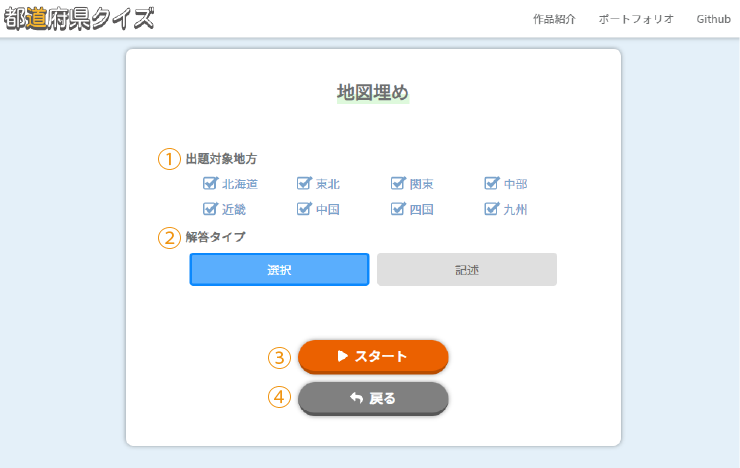 都道府県クイズ
作品紹介 ポートフォリオ Github
地図埋め
① 出題対象地方
北海道 東北 関東 中部
近畿 中国 四国 九州
② 解答タイプ
選択 記述
③ スタート
④ 戻る